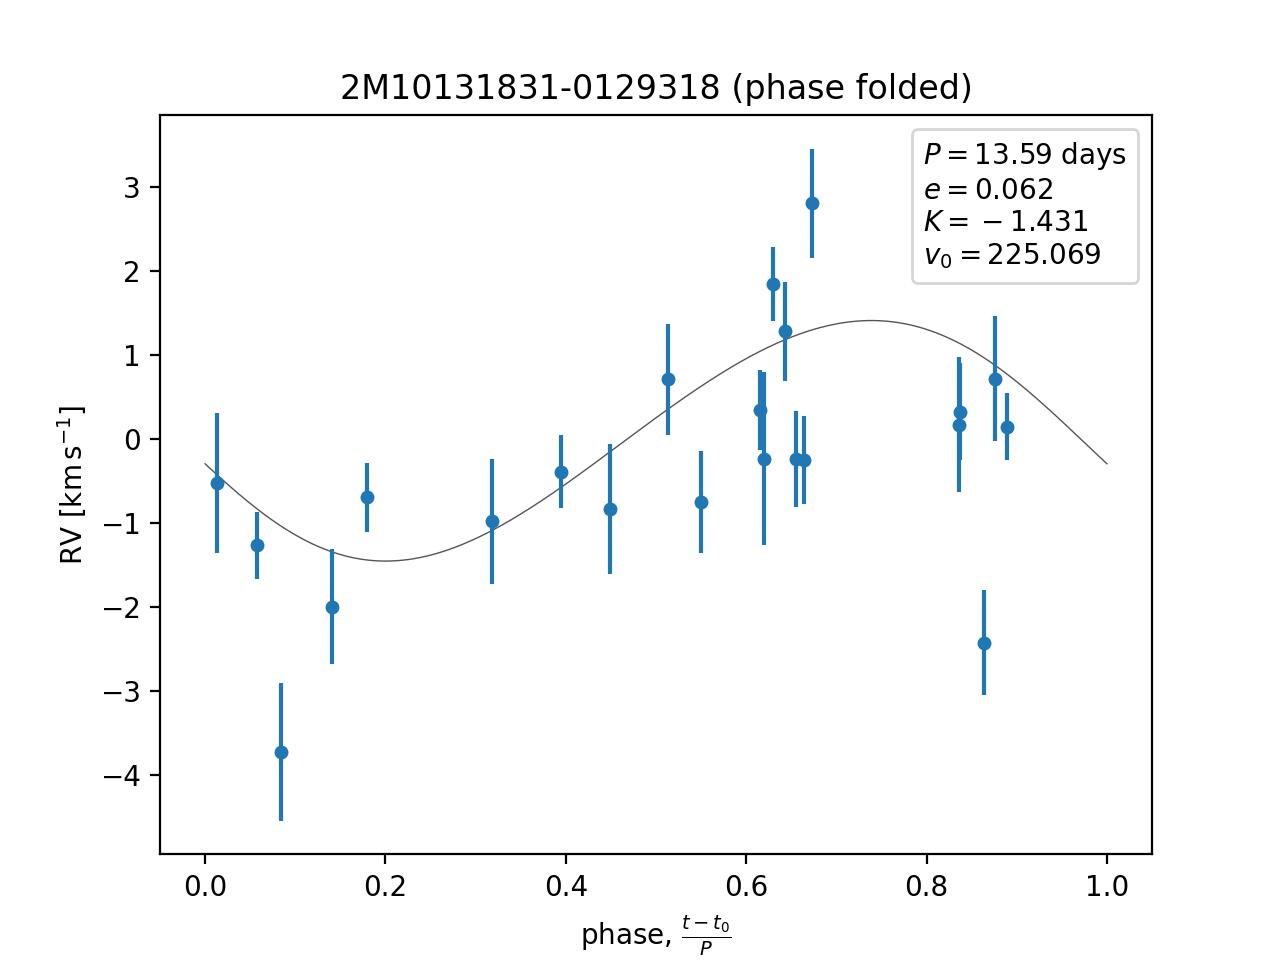 2M10131831-0129318 (phase folded)
P = 13.59 days
e = 0.062
K = −1.431
v₀ = 225.069
RV [km s⁻¹]
3
2
1
0
−1
−2
−3
−4
0.0 0.2 0.4 0.6 0.8 1.0
phase, (t − t₀)/P